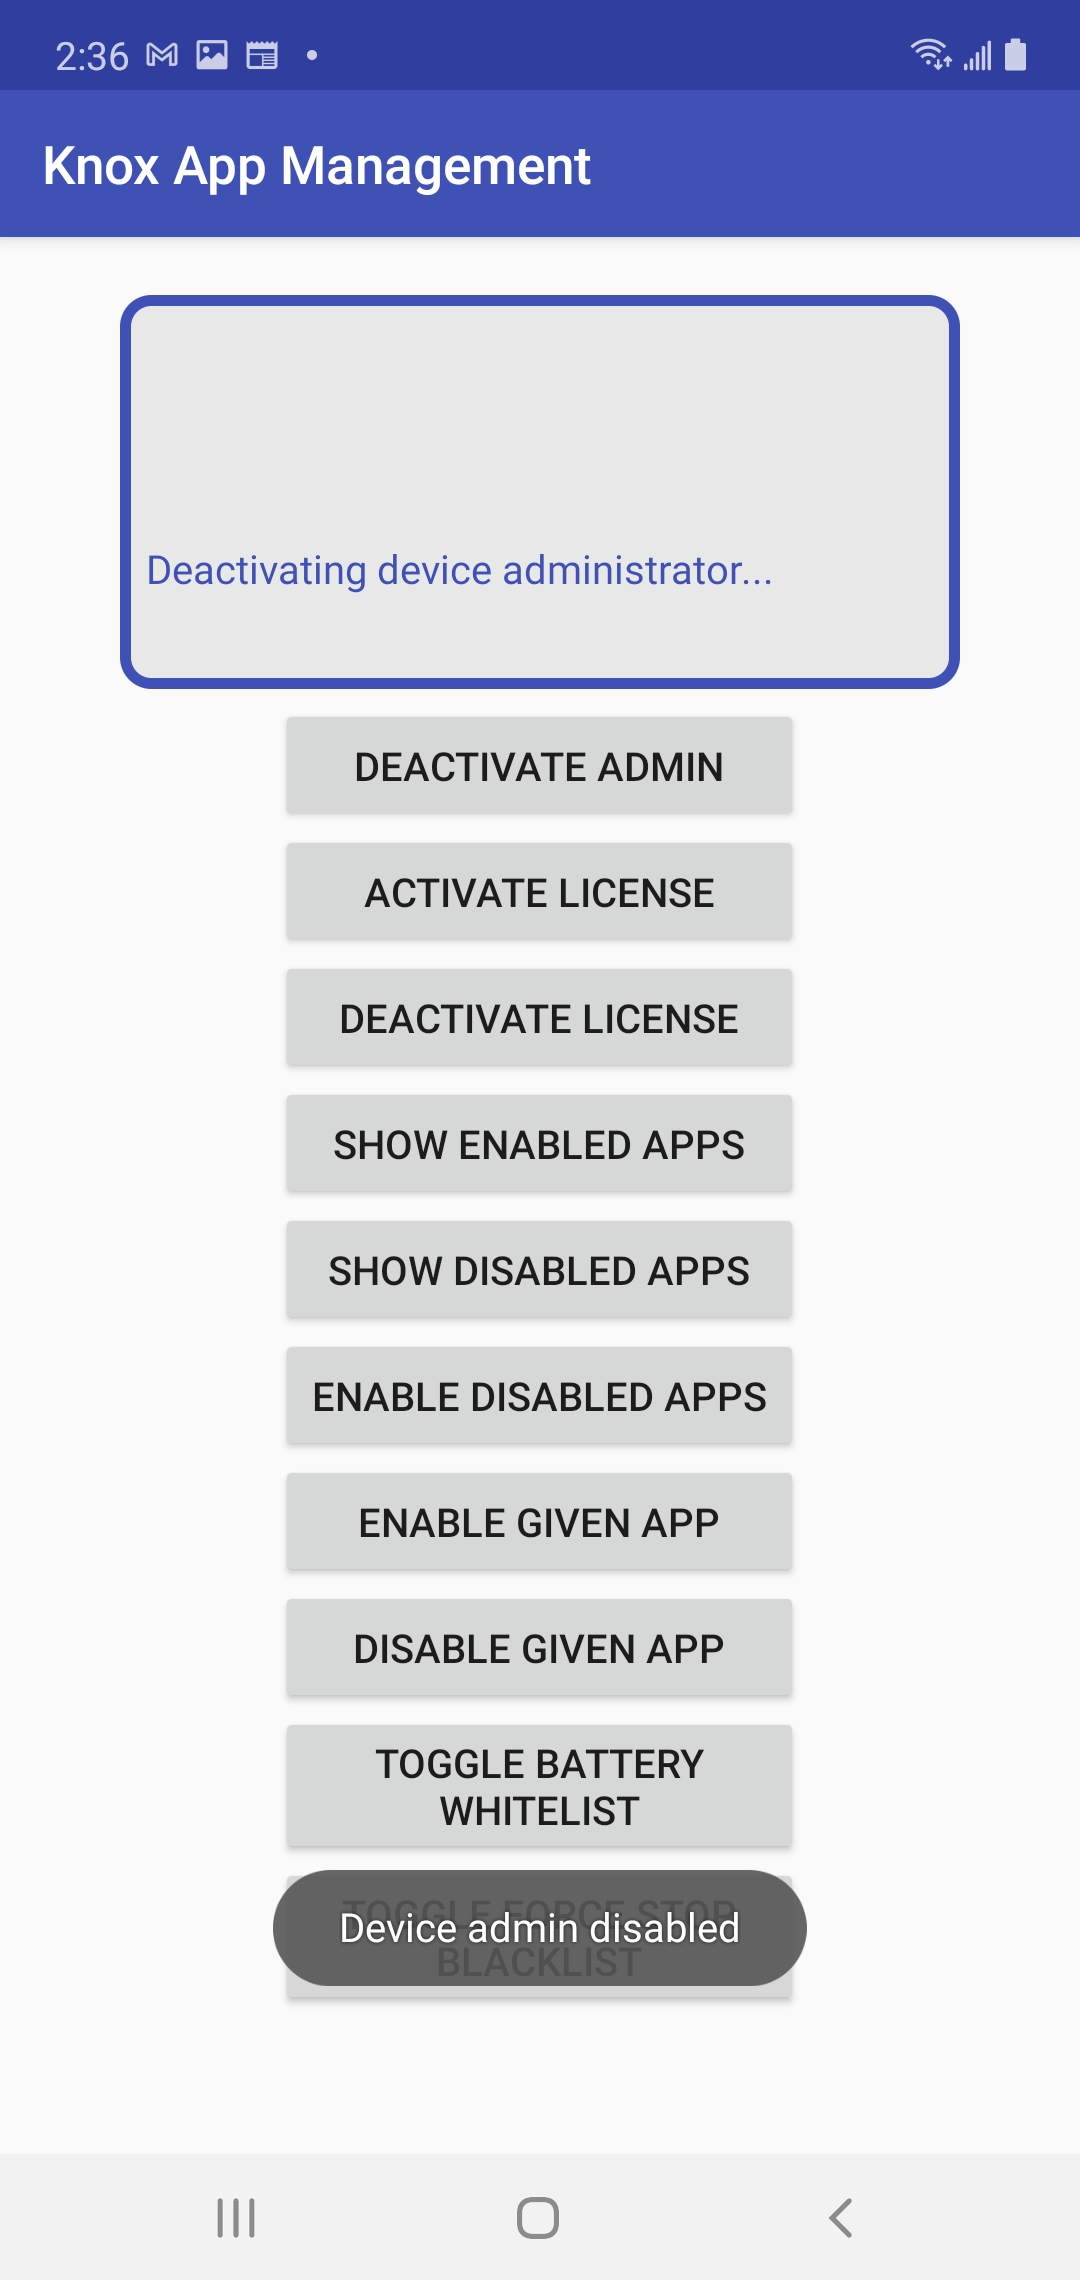 2:36
Knox App Management
Deactivating device administrator...
DEACTIVATE ADMIN
ACTIVATE LICENSE
DEACTIVATE LICENSE
SHOW ENABLED APPS
SHOW DISABLED APPS
ENABLE DISABLED APPS
ENABLE GIVEN APP
DISABLE GIVEN APP
TOGGLE BATTERY
WHITELIST
TOGGLE FORCE STOP
Device admin disabled
BLACKLIST